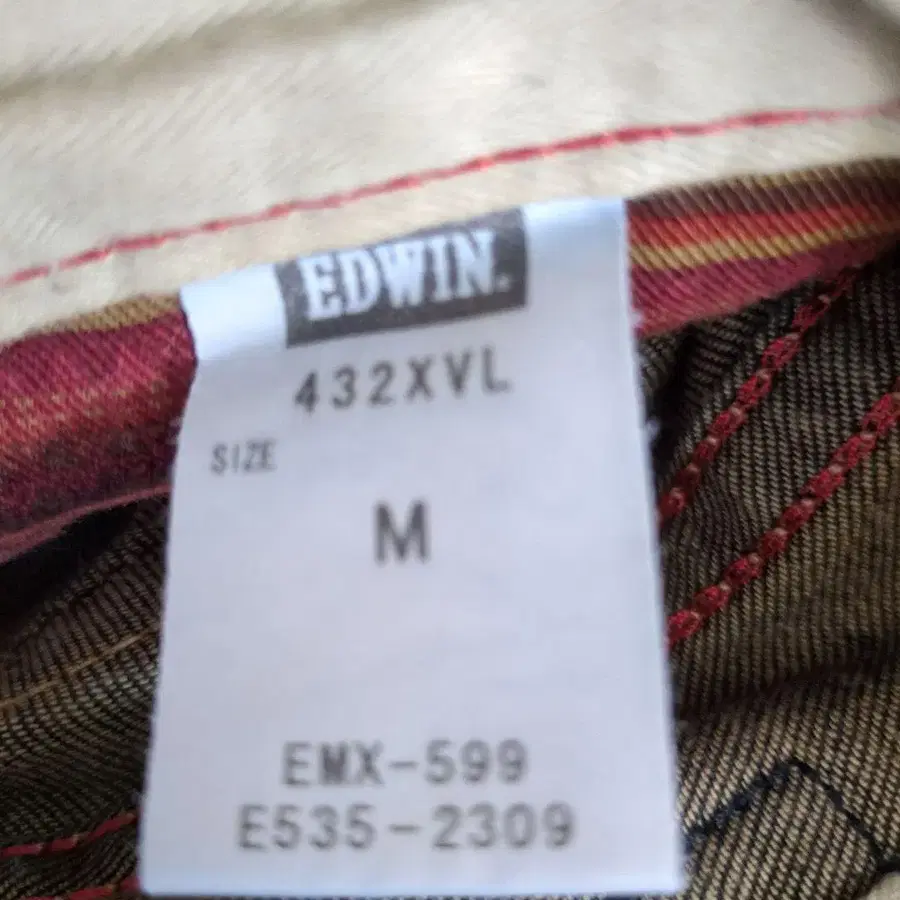 EDWIN.
432XVL
SIZE
M
EMX-599
E535-2309